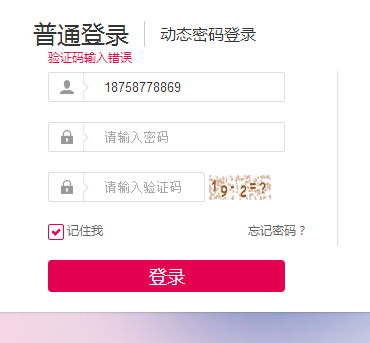 普通登录 动态密码登录
验证码输入错误
18758778869
请输入密码
请输入验证码 19-2=?
记住我 忘记密码？
登录